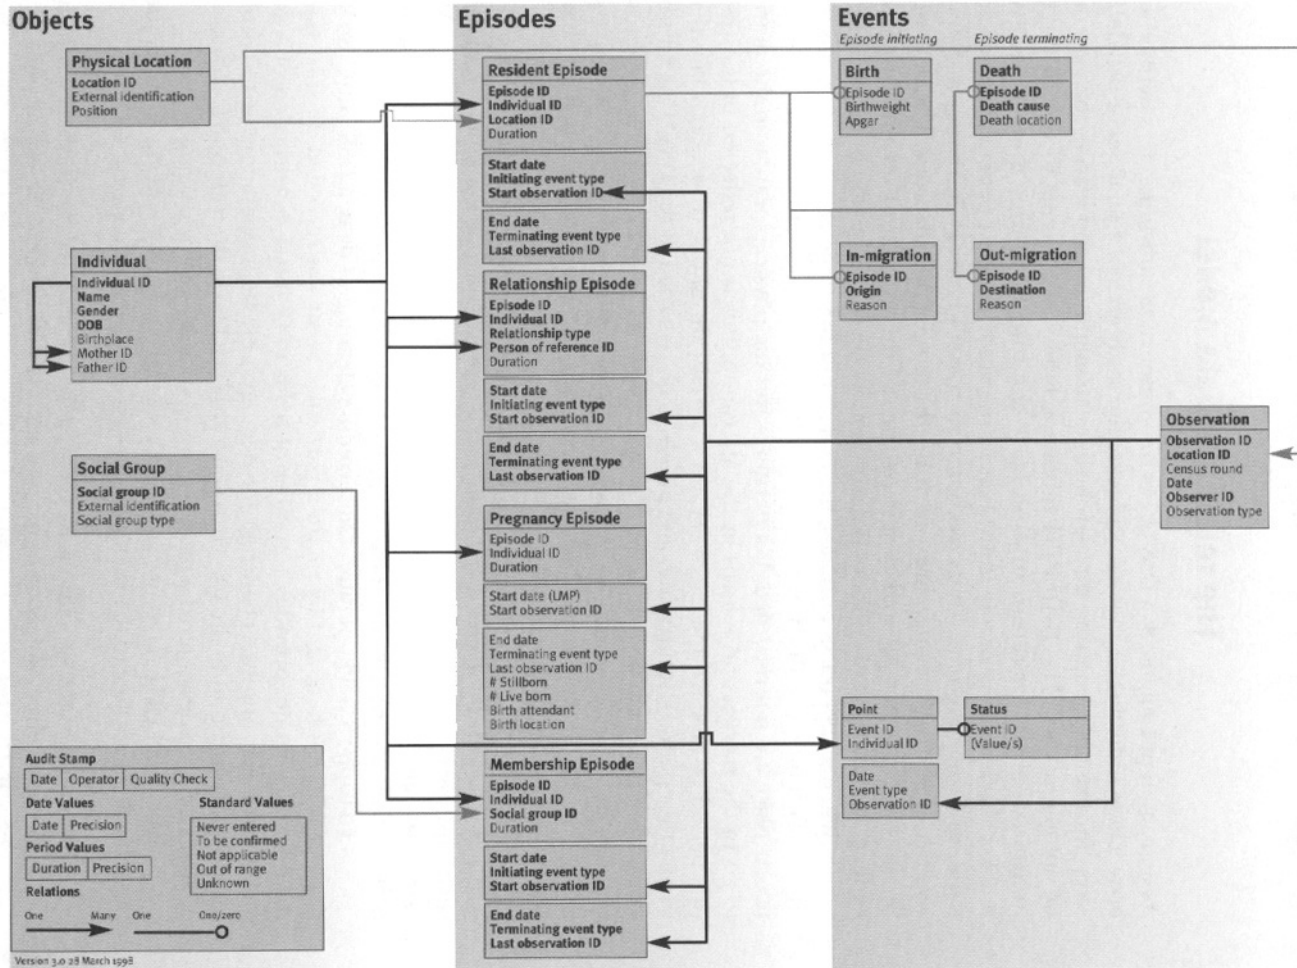 Objects
Physical Location
Location ID
External identification
Position
Individual
Individual ID
Name
Gender
DOB
Birthplace
Mother ID
Father ID
Social Group
Social group ID
External identification
Social group type
Audit Stamp
Date Operator Quality Check
Date Values
Date Precision
Period Values
Duration Precision
Standard Values
Never entered
To be confirmed
Not applicable
Out of range
Unknown
Relations
One Many One One/zero
Version 3.0 28 March 1998
Episodes
Resident Episode
Episode ID
Individual ID
Location ID
Duration
Start date
Initiating event type
Start observation ID
End date
Terminating event type
Last observation ID
Relationship Episode
Episode ID
Individual ID
Relationship type
Person of reference ID
Duration
Start date
Initiating event type
Start observation ID
End date
Terminating event type
Last observation ID
Pregnancy Episode
Episode ID
Individual ID
Duration
Start date (LMP)
Start observation ID
End date
Terminating event type
Last observation ID
# Stillborn
# Live born
Birth attendant
Birth location
Membership Episode
Episode ID
Individual ID
Social group ID
Duration
Start date
Initiating event type
Start observation ID
End date
Terminating event type
Last observation ID
Events
Episode initiating
Episode terminating
Birth
Episode ID
Birthweight
Apgar
Death
Episode ID
Death cause
Death location
In-migration
Episode ID
Origin
Reason
Out-migration
Episode ID
Destination
Reason
Observation
Observation ID
Location ID
Census round
Date
Observer ID
Observation type
Point
Event ID
Individual ID
Date
Event type
Observation ID
Status
Event ID
(Value/s)